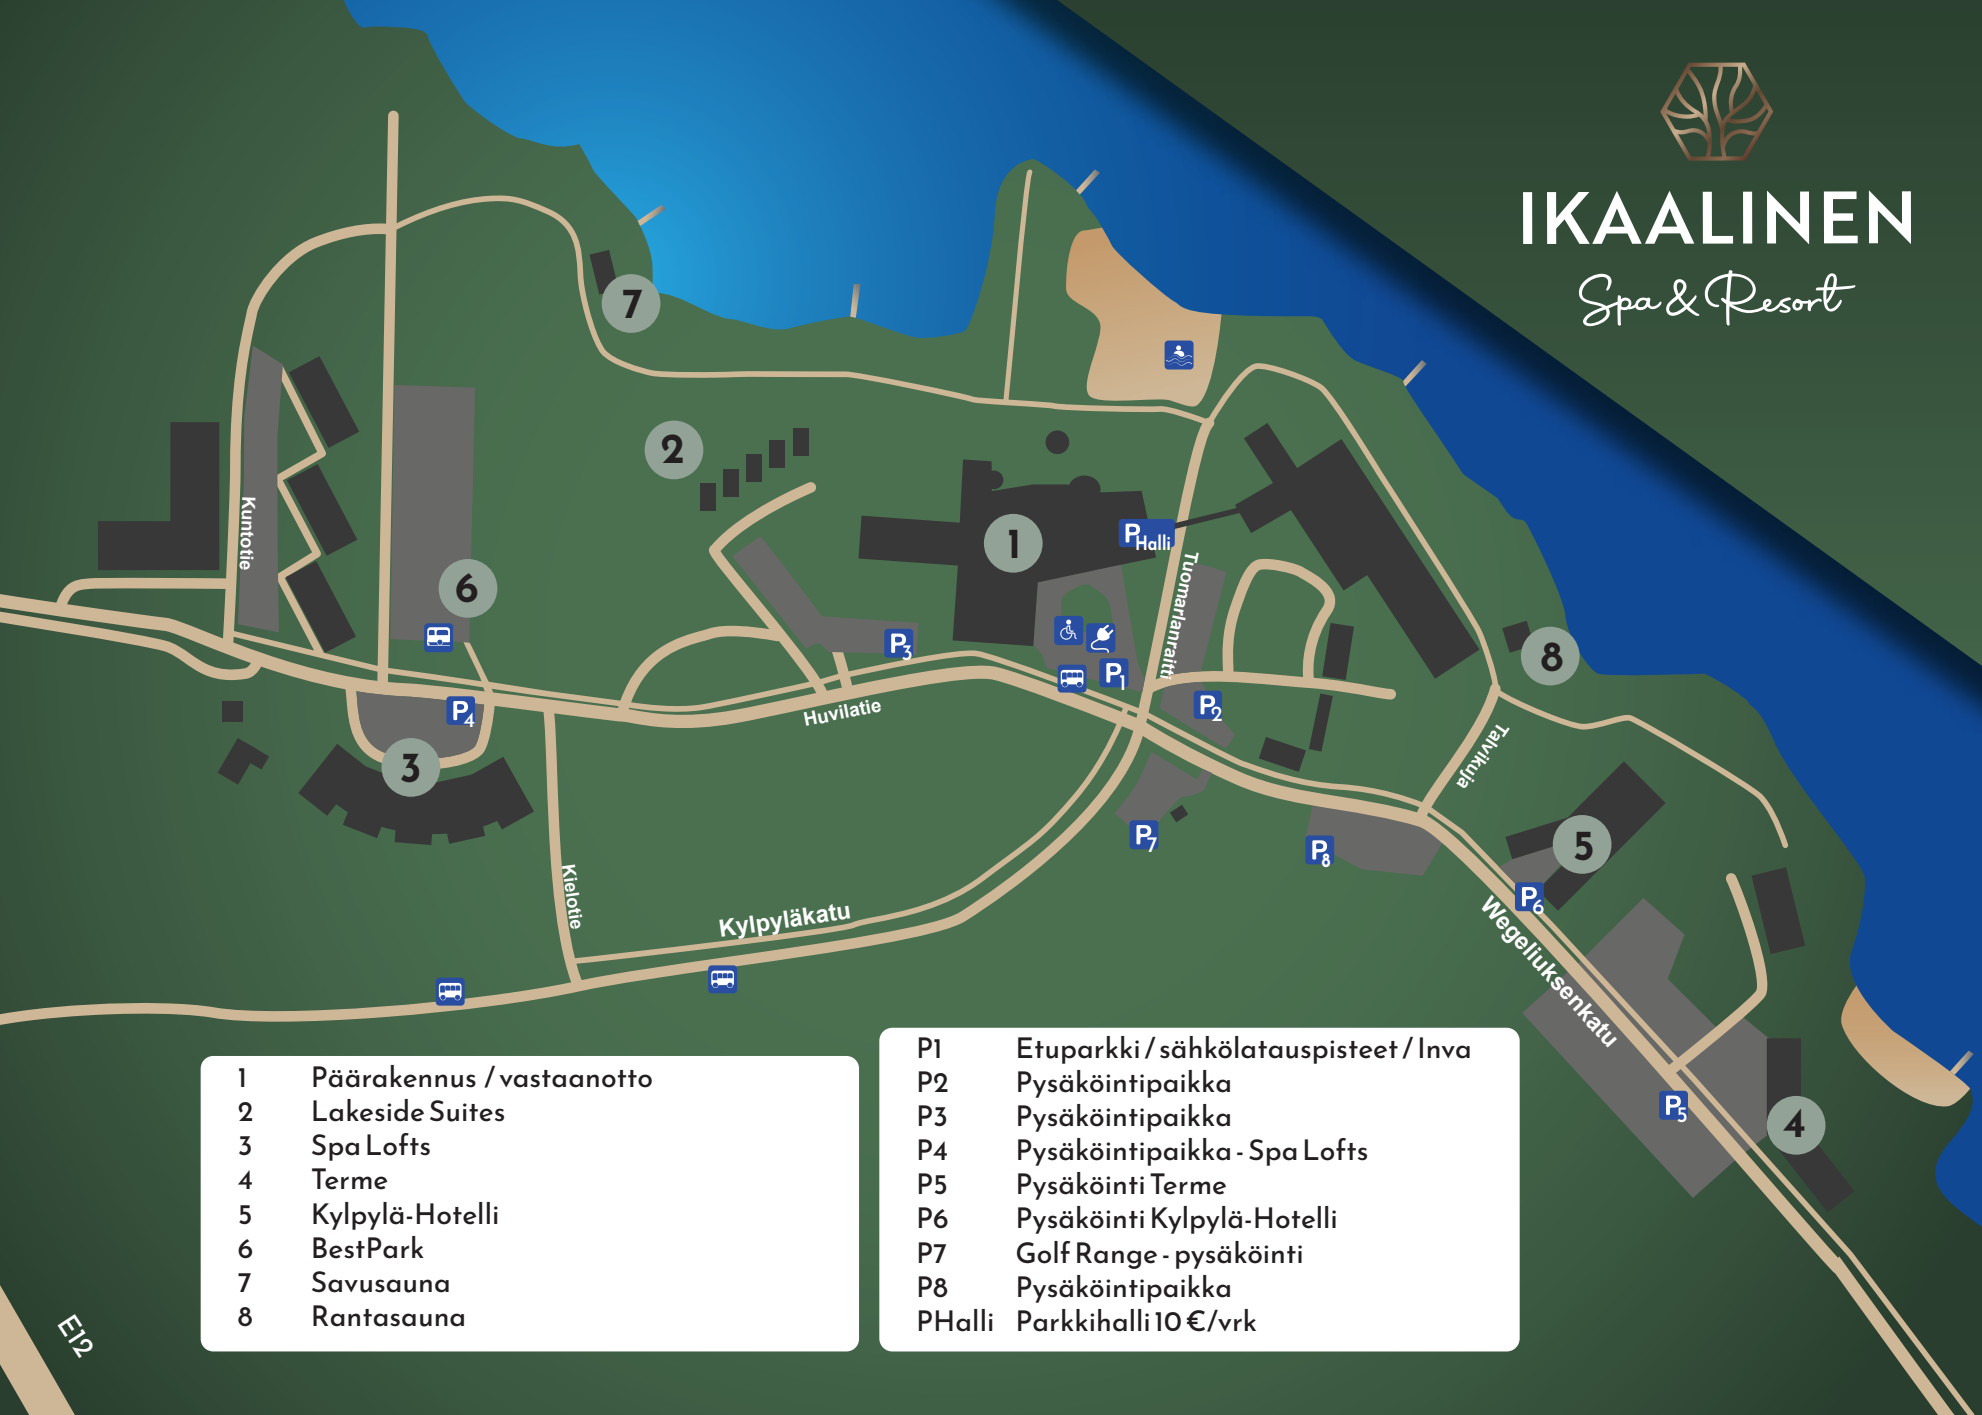 IKAALINEN
Spa & Resort
7
2
Kuntotie
1
PHalli
Tuomarlanraitti
6
P3
P1
8
P2
P4
Huvilatie
3
Talvikuja
P7
P8
5
P6
Kielotie
Kylpyläkatu
Wegeliuksenkatu
P5
4
E12
1 Päärakennus / vastaanotto
2 Lakeside Suites
3 Spa Lofts
4 Terme
5 Kylpylä-Hotelli
6 BestPark
7 Savusauna
8 Rantasauna
P1 Etuparkki / sähkölatauspisteet / Inva
P2 Pysäköintipaikka
P3 Pysäköintipaikka
P4 Pysäköintipaikka - Spa Lofts
P5 Pysäköinti Terme
P6 Pysäköinti Kylpylä-Hotelli
P7 Golf Range - pysäköinti
P8 Pysäköintipaikka
PHalli Parkkihalli 10 €/vrk